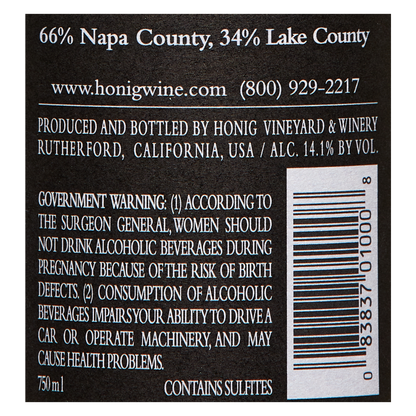 66% Napa County, 34% Lake County
www.honigwine.com (800) 929-2217
PRODUCED AND BOTTLED BY HONIG VINEYARD & WINERY
RUTHERFORD, CALIFORNIA, USA / ALC. 14.1% BY VOL.
GOVERNMENT WARNING: (1) ACCORDING TO
THE SURGEON GENERAL, WOMEN SHOULD
NOT DRINK ALCOHOLIC BEVERAGES DURING
PREGNANCY BECAUSE OF THE RISK OF BIRTH
DEFECTS. (2) CONSUMPTION OF ALCOHOLIC
BEVERAGES IMPAIRS YOUR ABILITY TO DRIVE A
CAR OR OPERATE MACHINERY, AND MAY
CAUSE HEALTH PROBLEMS.
750 ml CONTAINS SULFITES
0 83837 01000 8